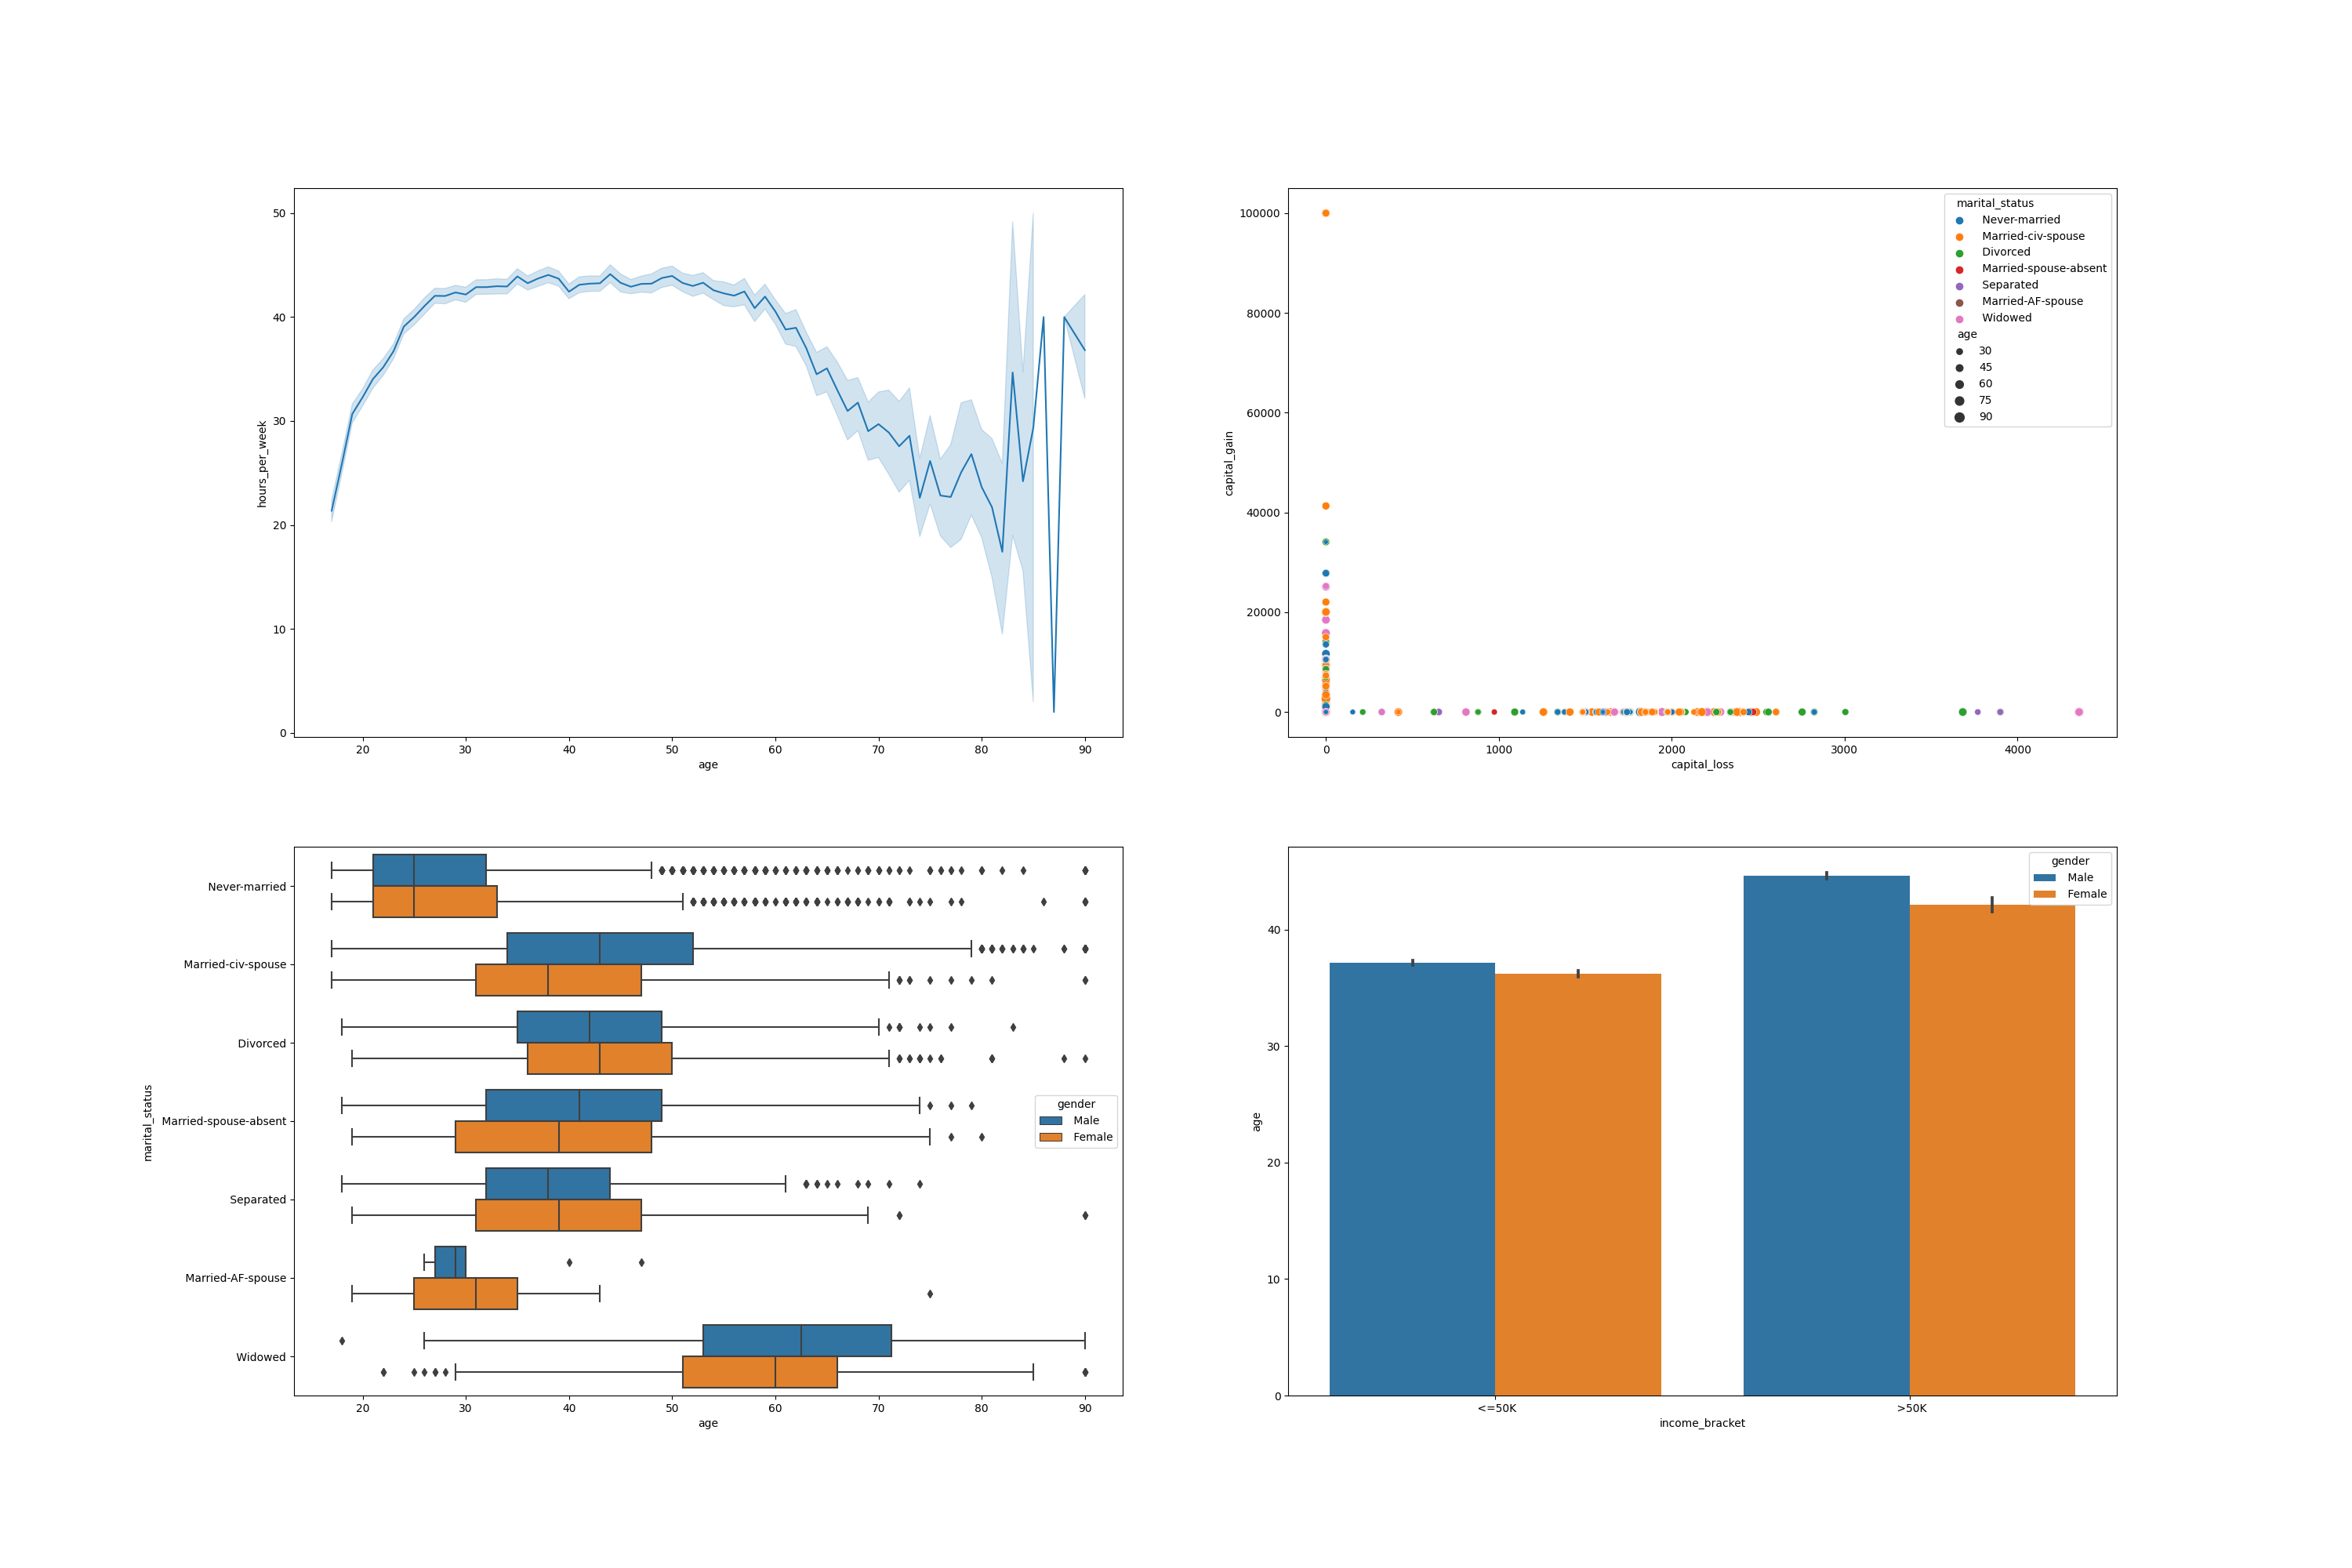 50
40
30
20
10
0
hours_per_week
20
30
40
50
60
70
80
90
age
100000
80000
60000
40000
20000
0
capital_gain
0
1000
2000
3000
4000
capital_loss
marital_status
Never-married
Married-civ-spouse
Divorced
Married-spouse-absent
Separated
Married-AF-spouse
Widowed
age
30
45
60
75
90
Never-married
Married-civ-spouse
Divorced
Married-spouse-absent
Separated
Married-AF-spouse
Widowed
marital_status
20
30
40
50
60
70
80
90
age
gender
Male
Female
40
30
20
10
0
age
<=50K
>50K
income_bracket
gender
Male
Female